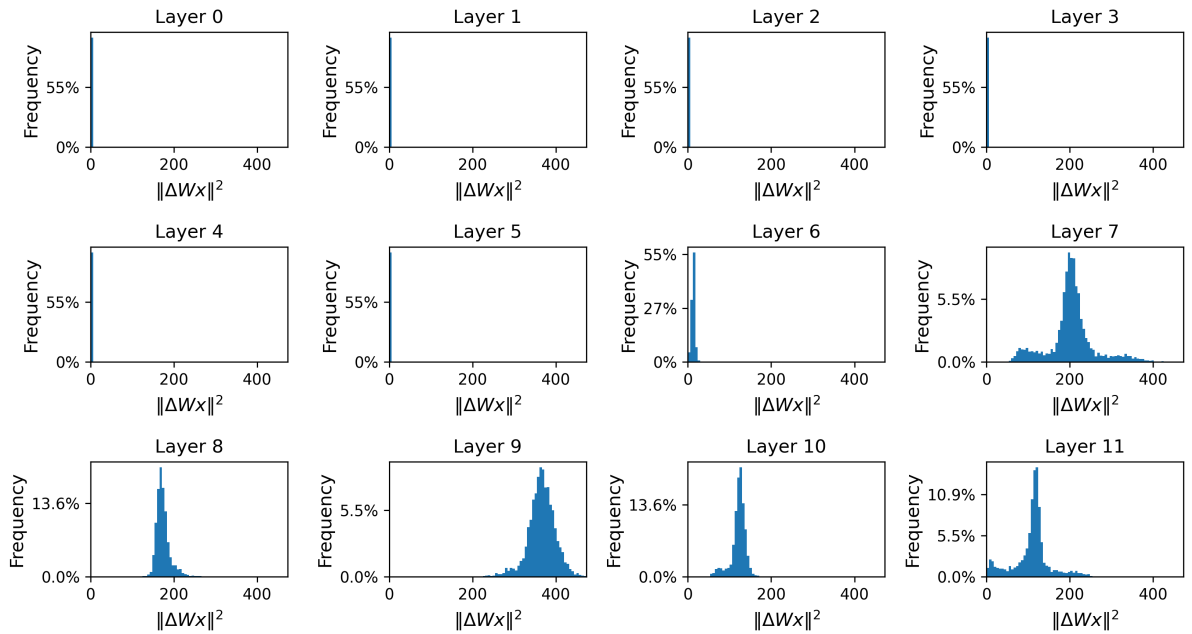 Layer 0 Layer 1 Layer 2 Layer 3
Frequency Frequency Frequency Frequency
55% 55% 55% 55%
0% 0% 0% 0%
0 200 400 0 200 400 0 200 400 0 200 400
‖ΔWx‖² ‖ΔWx‖² ‖ΔWx‖² ‖ΔWx‖²
Layer 4 Layer 5 Layer 6 Layer 7
Frequency Frequency Frequency Frequency
55%
55% 55% 27% 5.5%
0% 0% 0% 0.0%
0 200 400 0 200 400 0 200 400 0 200 400
‖ΔWx‖² ‖ΔWx‖² ‖ΔWx‖² ‖ΔWx‖²
Layer 8 Layer 9 Layer 10 Layer 11
Frequency Frequency Frequency Frequency
13.6% 5.5% 13.6% 10.9%
5.5%
0.0% 0.0% 0.0% 0.0%
0 200 400 0 200 400 0 200 400 0 200 400
‖ΔWx‖² ‖ΔWx‖² ‖ΔWx‖² ‖ΔWx‖²